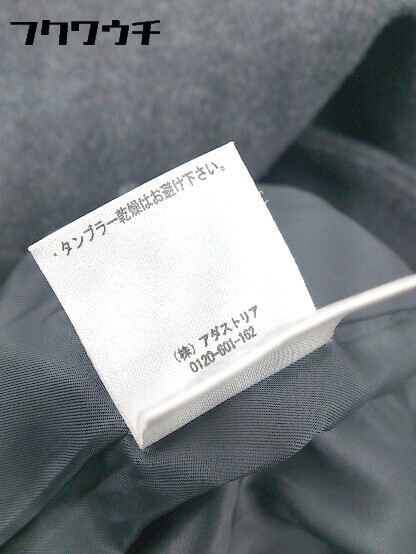 フクワウチ
・タンブラー乾燥はお避け下さい。
(株) アダストリア
0120-601-162